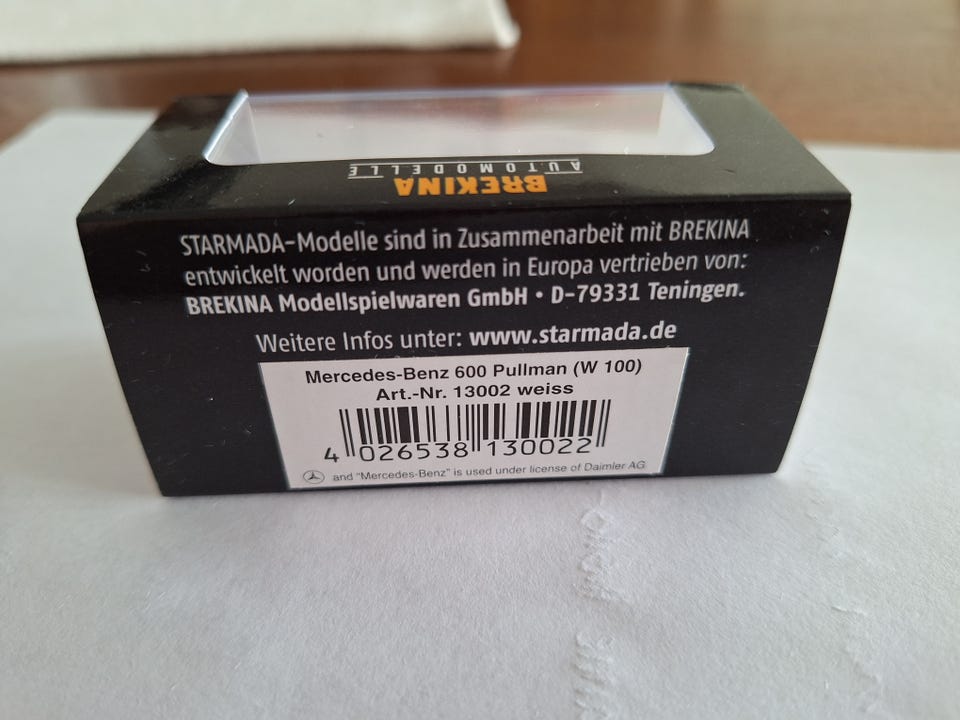 BREKINA
AUTOMODELLE
STARMADA-Modelle sind in Zusammenarbeit mit BREKINA
entwickelt worden und werden in Europa vertrieben von:
BREKINA Modellspielwaren GmbH • D-79331 Teningen.
Weitere Infos unter: www.starmada.de
Mercedes-Benz 600 Pullman (W 100)
Art.-Nr. 13002 weiss
4 026538 130022
and "Mercedes-Benz" is used under license of Daimler AG